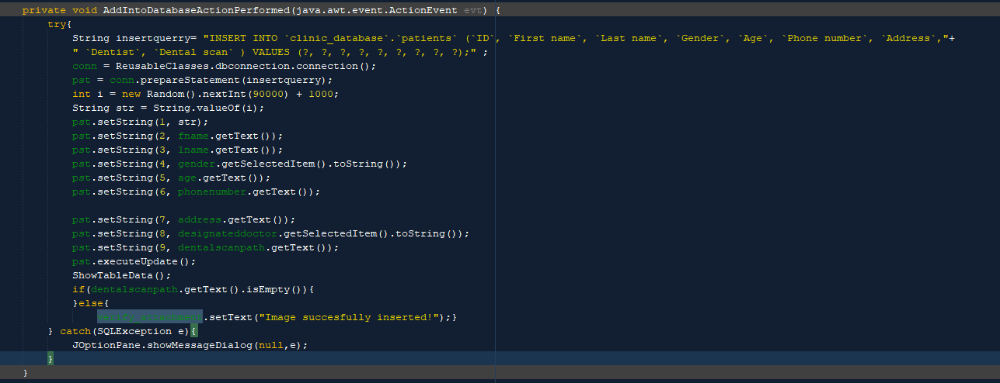 private void AddIntoDatabaseActionPerformed(java.awt.event.ActionEvent evt) {
try{
String insertquerry= "INSERT INTO `clinic_database`.`patients` (`ID`, `First name`, `Last name`, `Gender`, `Age`, `Phone number`, `Address`,"+
" `Dentist`, `Dental scan` ) VALUES (?, ?, ?, ?, ?, ?, ?, ?, ?);" ;
conn = ReusableClasses.dbconnection.connection();
pst = conn.prepareStatement(insertquerry);
int i = new Random().nextInt(90000) + 1000;
String str = String.valueOf(i);
pst.setString(1, str);
pst.setString(2, fname.getText());
pst.setString(3, lname.getText());
pst.setString(4, gender.getSelectedItem().toString());
pst.setString(5, age.getText());
pst.setString(6, phonenumber.getText());
pst.setString(7, address.getText());
pst.setString(8, designateddoctor.getSelectedItem().toString());
pst.setString(9, dentalscanpath.getText());
pst.executeUpdate();
ShowTableData();
if(dentalscanpath.getText().isEmpty()){
}else{
.setText("Image succesfully inserted!");}
} catch(SQLException e){
JOptionPane.showMessageDialog(null,e);
}
}